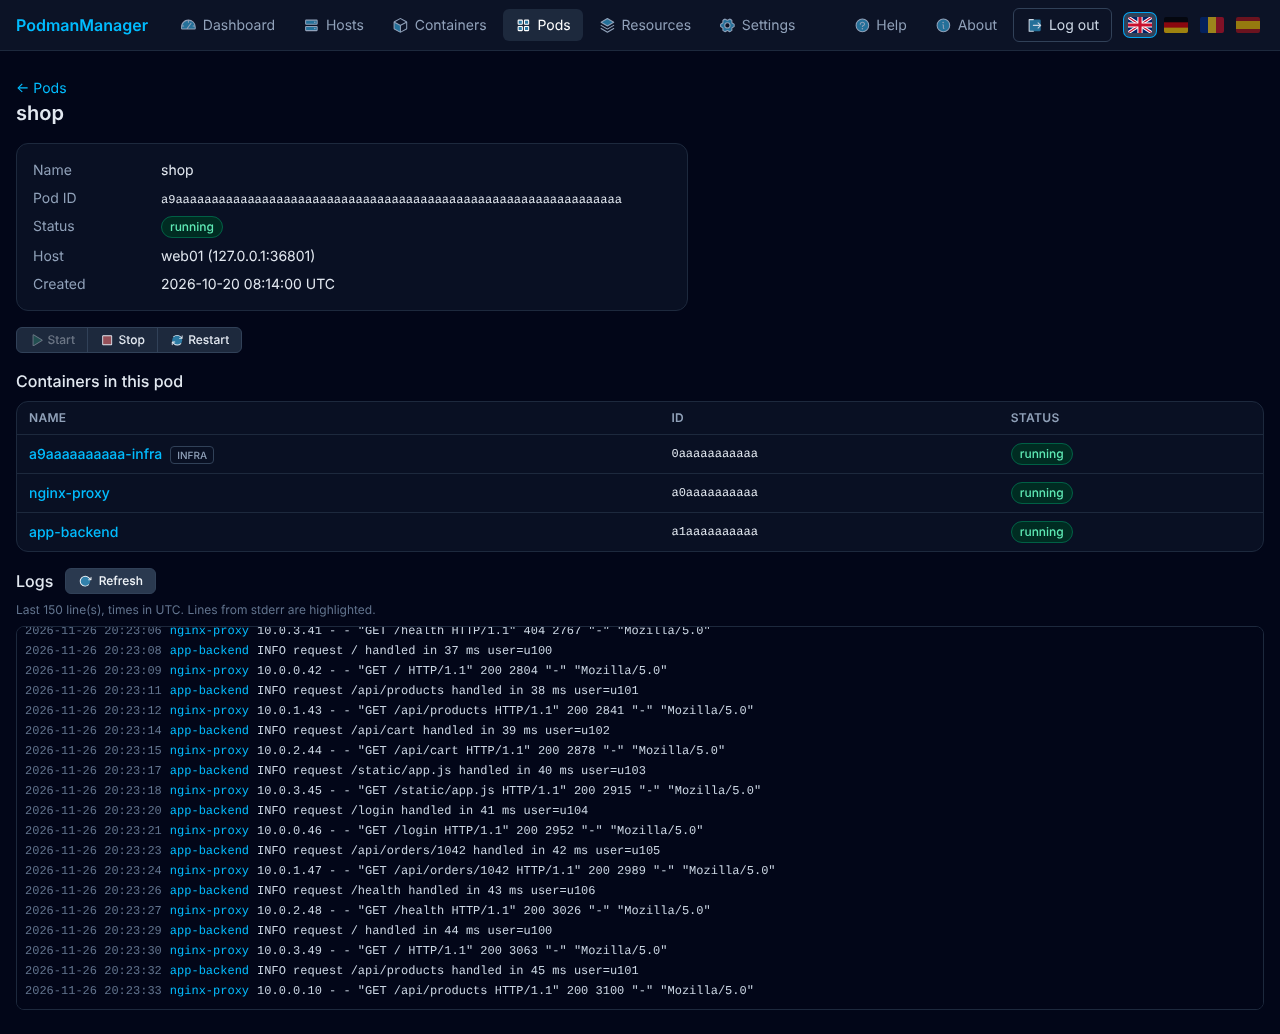 PodmanManager
Dashboard
Hosts
Containers
Pods
Resources
Settings
Help
About
Log out
← Pods
shop
Name shop
Pod ID
Status running
Host web01 (127.0.0.1:36801)
Created 2026-10-20 08:14:00 UTC
Start Stop Restart
Containers in this pod
NAME ID STATUS
a9aaaaaaaaaa-infra INFRA 0aaaaaaaaaaa running
nginx-proxy a0aaaaaaaaaa running
app-backend a1aaaaaaaaaa running
Logs Refresh
Last 150 line(s), times in UTC. Lines from stderr are highlighted.
2026-11-26 20:23:06 nginx-proxy 10.0.3.41 - - "GET /health HTTP/1.1" 404 2767 "-" "Mozilla/5.0"
2026-11-26 20:23:08 app-backend INFO request / handled in 37 ms user=u100
2026-11-26 20:23:09 nginx-proxy 10.0.0.42 - - "GET / HTTP/1.1" 200 2804 "-" "Mozilla/5.0"
2026-11-26 20:23:11 app-backend INFO request /api/products handled in 38 ms user=u101
2026-11-26 20:23:12 nginx-proxy 10.0.1.43 - - "GET /api/products HTTP/1.1" 200 2841 "-" "Mozilla/5.0"
2026-11-26 20:23:14 app-backend INFO request /api/cart handled in 39 ms user=u102
2026-11-26 20:23:15 nginx-proxy 10.0.2.44 - - "GET /api/cart HTTP/1.1" 200 2878 "-" "Mozilla/5.0"
2026-11-26 20:23:17 app-backend INFO request /static/app.js handled in 40 ms user=u103
2026-11-26 20:23:18 nginx-proxy 10.0.3.45 - - "GET /static/app.js HTTP/1.1" 200 2915 "-" "Mozilla/5.0"
2026-11-26 20:23:20 app-backend INFO request /login handled in 41 ms user=u104
2026-11-26 20:23:21 nginx-proxy 10.0.0.46 - - "GET /login HTTP/1.1" 200 2952 "-" "Mozilla/5.0"
2026-11-26 20:23:23 app-backend INFO request /api/orders/1042 handled in 42 ms user=u105
2026-11-26 20:23:24 nginx-proxy 10.0.1.47 - - "GET /api/orders/1042 HTTP/1.1" 200 2989 "-" "Mozilla/5.0"
2026-11-26 20:23:26 app-backend INFO request /health handled in 43 ms user=u106
2026-11-26 20:23:27 nginx-proxy 10.0.2.48 - - "GET /health HTTP/1.1" 200 3026 "-" "Mozilla/5.0"
2026-11-26 20:23:29 app-backend INFO request / handled in 44 ms user=u100
2026-11-26 20:23:30 nginx-proxy 10.0.3.49 - - "GET / HTTP/1.1" 200 3063 "-" "Mozilla/5.0"
2026-11-26 20:23:32 app-backend INFO request /api/products handled in 45 ms user=u101
2026-11-26 20:23:33 nginx-proxy 10.0.0.10 - - "GET /api/products HTTP/1.1" 200 3100 "-" "Mozilla/5.0"